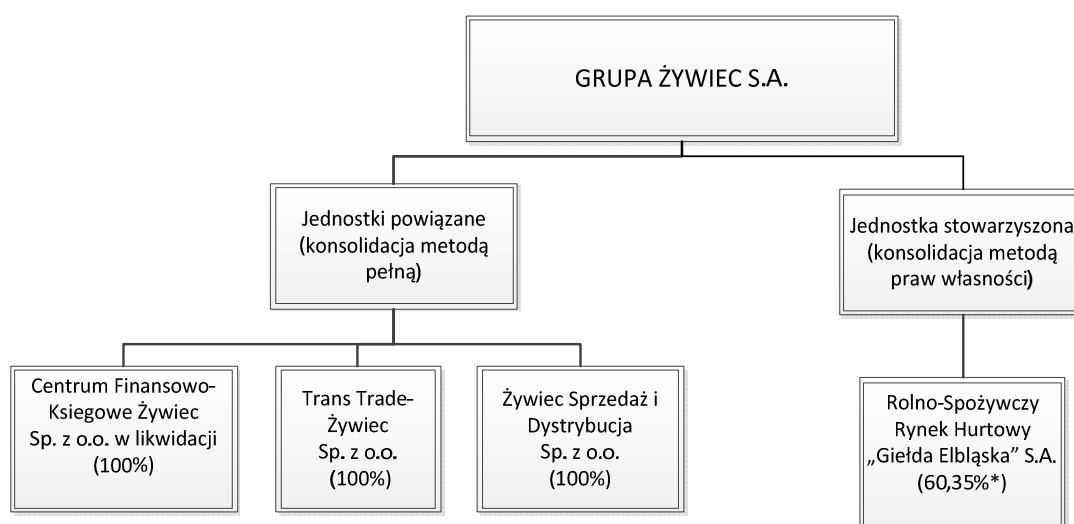 GRUPA ŻYWIEC S.A.
Jednostki powiązane
(konsolidacja metodą
pełną)
Jednostka stowarzyszona
(konsolidacja metodą
praw własności)
Centrum Finansowo-
Ksiegowe Żywiec
Sp. z o.o. w likwidacji
(100%)
Trans Trade-
Żywiec
Sp. z o.o.
(100%)
Żywiec Sprzedaż i
Dystrybucja
Sp. z o.o.
(100%)
Rolno-Spożywczy
Rynek Hurtowy
„Giełda Elbląska” S.A.
(60,35%*)